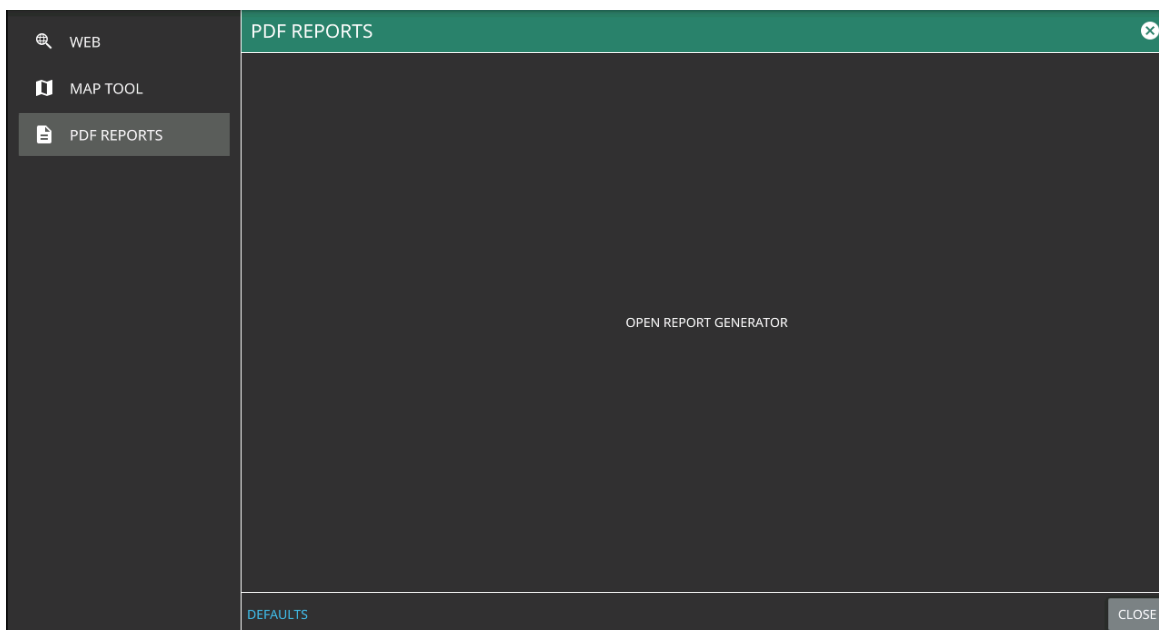 WEB
MAP TOOL
PDF REPORTS
PDF REPORTS
OPEN REPORT GENERATOR
DEFAULTS
CLOSE